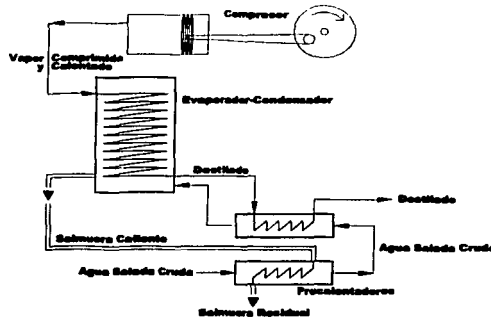 Compresor
Vapor Comprimido
y Calentado
Evaporador-Condensador
Destilado
Destilado
Salmuera Caliente
Agua Salada Cruda
Agua Salada Cruda
Precalentadores
Salmuera Residual